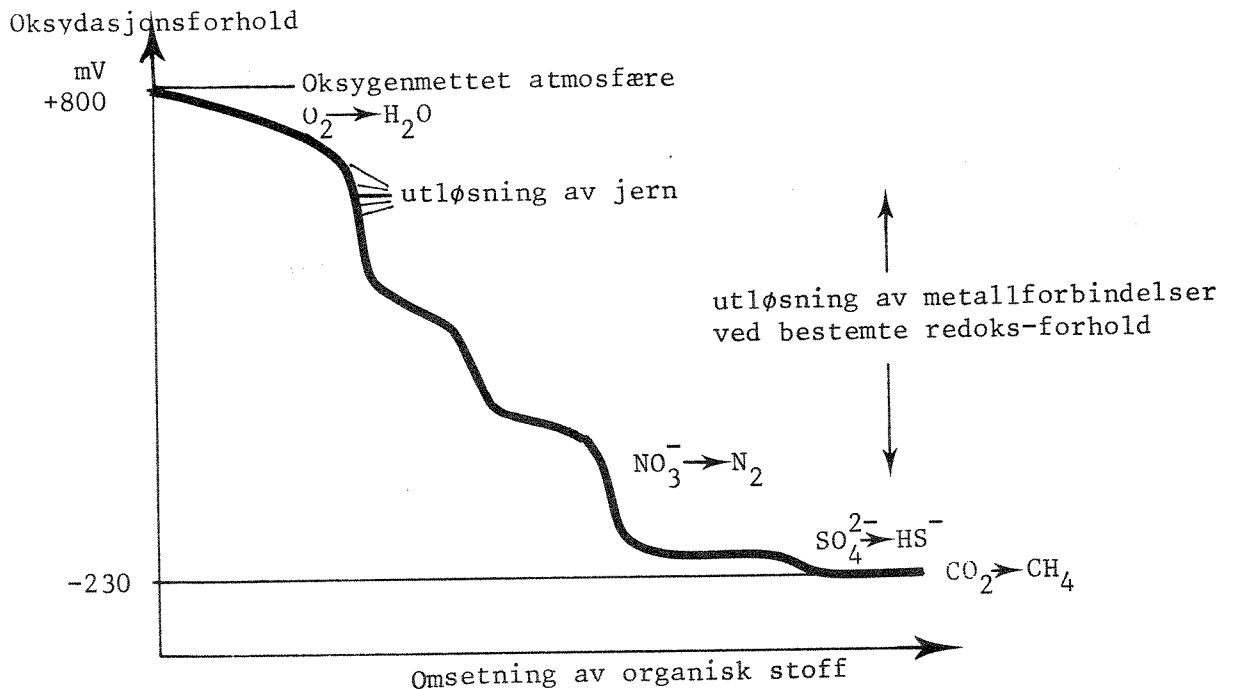 Oksydasjonsforhold
mV
+800
Oksygenmettet atmosfære
O₂→H₂O
utløsning av jern
utløsning av metallforbindelser
ved bestemte redoks-forhold
NO₃⁻→N₂
SO₄²⁻→HS⁻
CO₂→CH₄
-230
Omsetning av organisk stoff